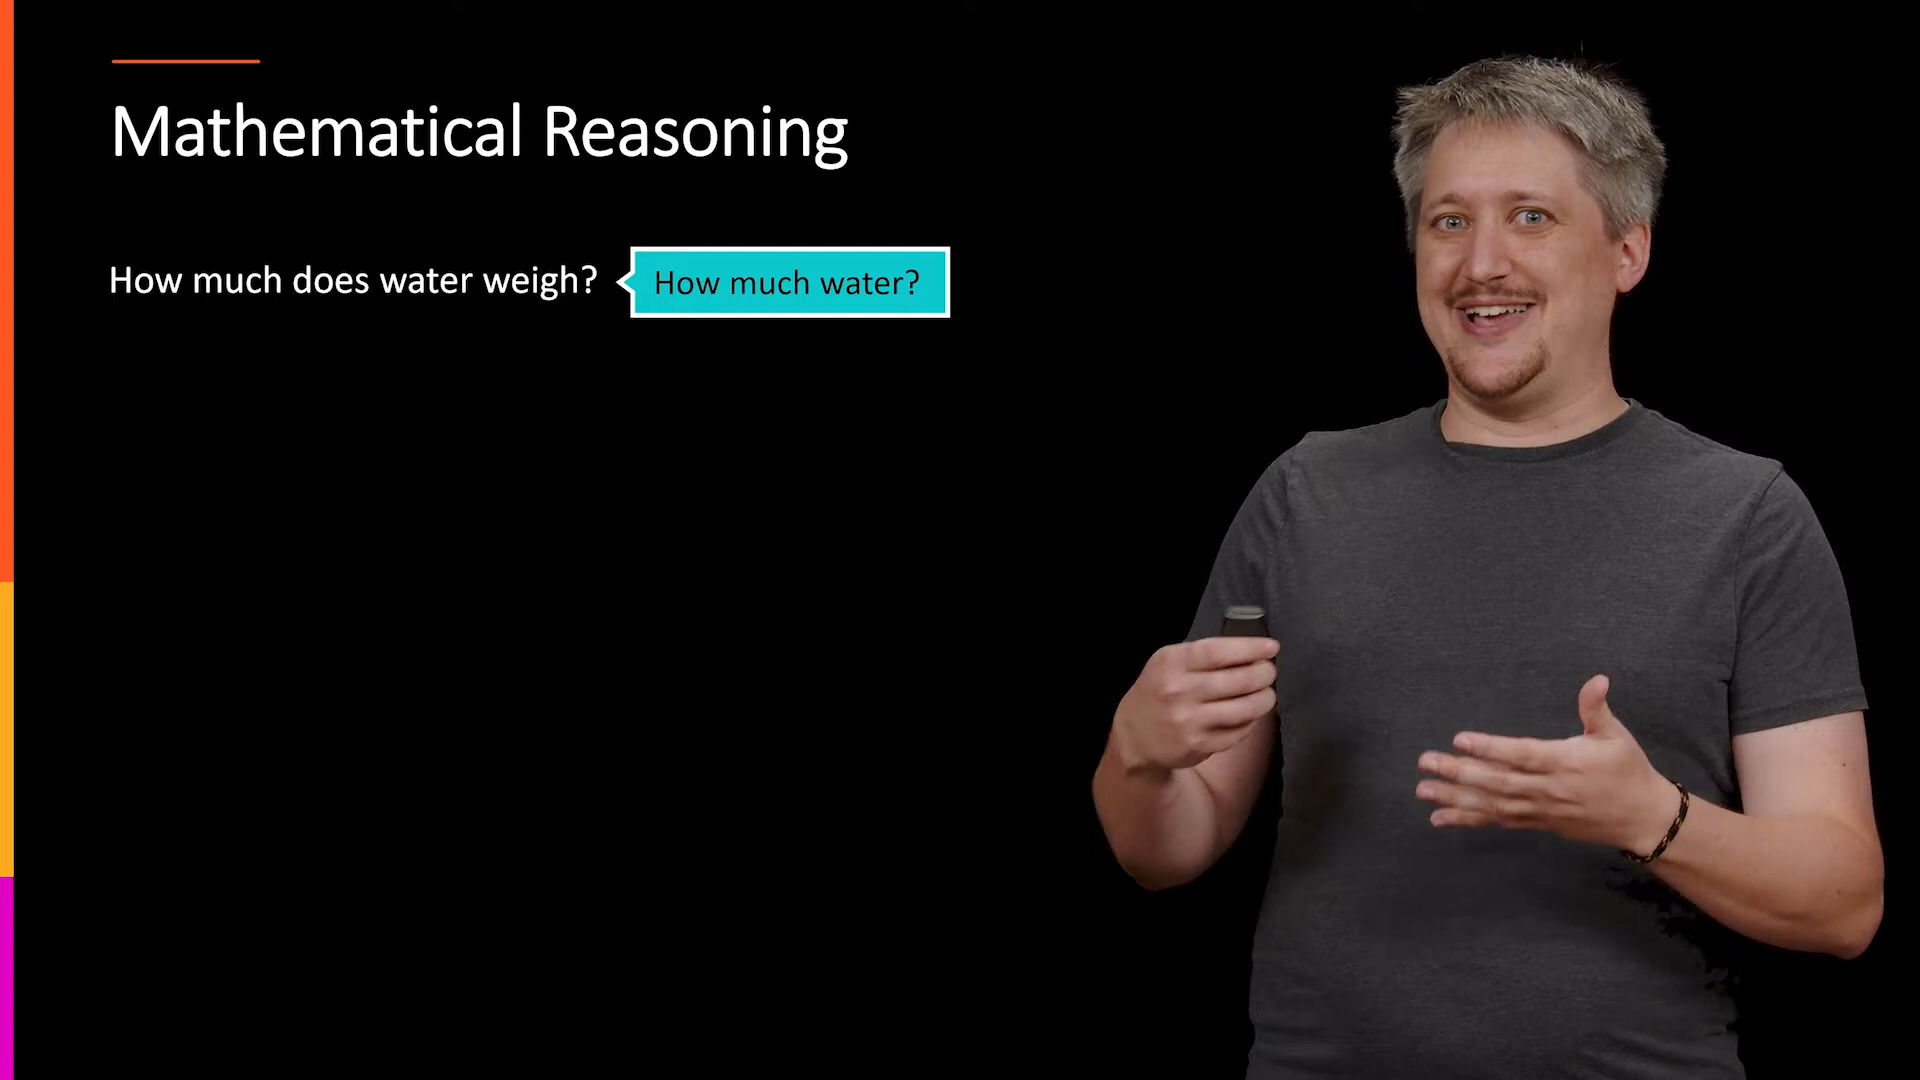 Mathematical Reasoning
How much does water weigh?
How much water?